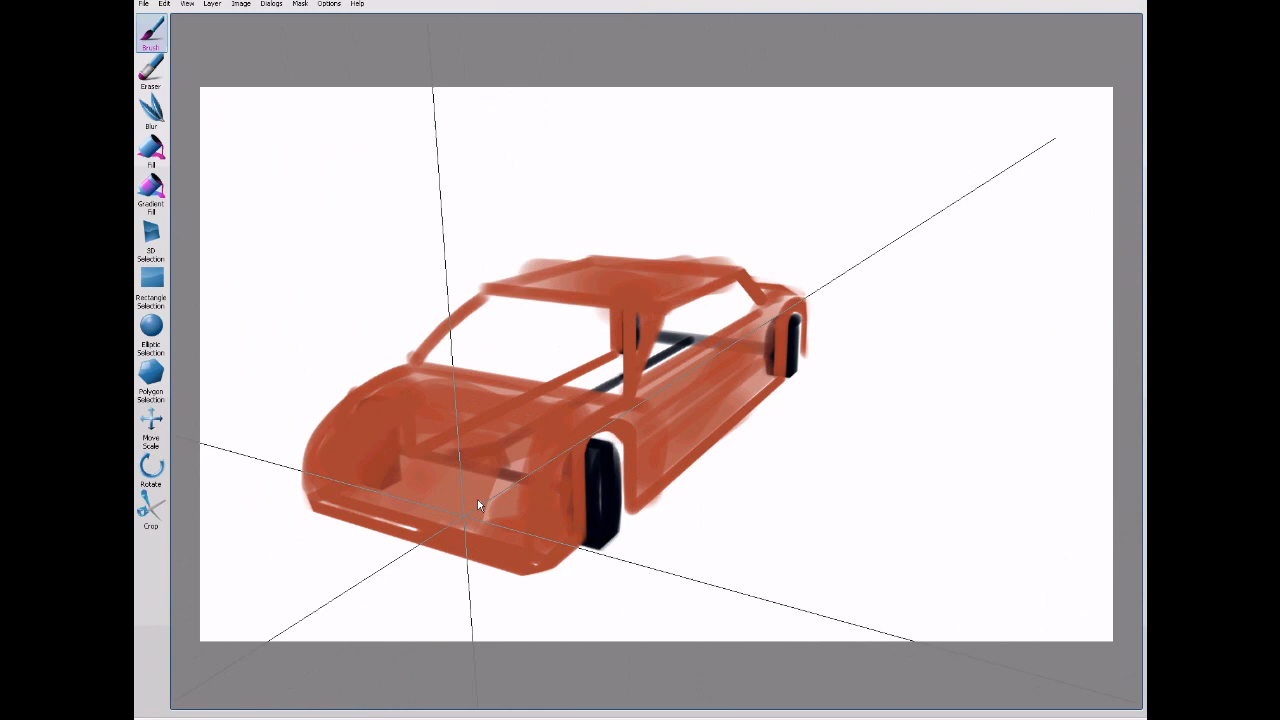 File Edit View Layer Image Dialogs Mask Options Help
Brush
Eraser
Blur
Fill
Gradient
Fill
3D
Selection
Rectangle
Selection
Elliptic
Selection
Polygon
Selection
Move
Scale
Rotate
Crop